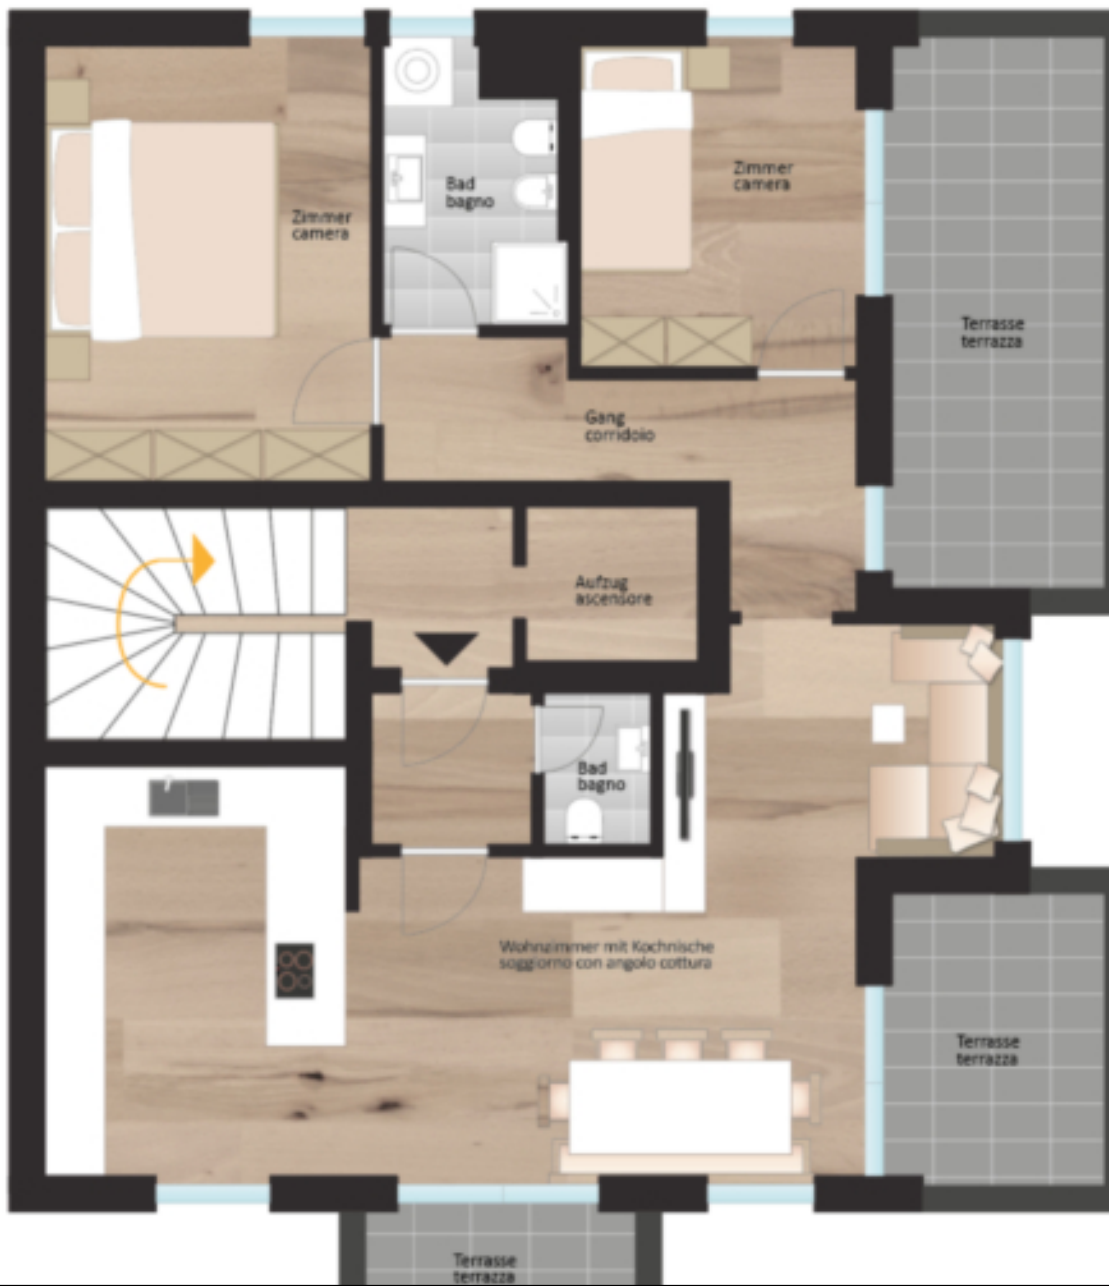 Bad
bagno
Zimmer
camera
Zimmer
camera
Terrasse
terrazza
Gang
corridoio
Aufzug
ascensore
Bad
bagno
Wohnzimmer mit Kochnische
soggiorno con angolo cottura
Terrasse
terrazza
Terrasse
terrazza